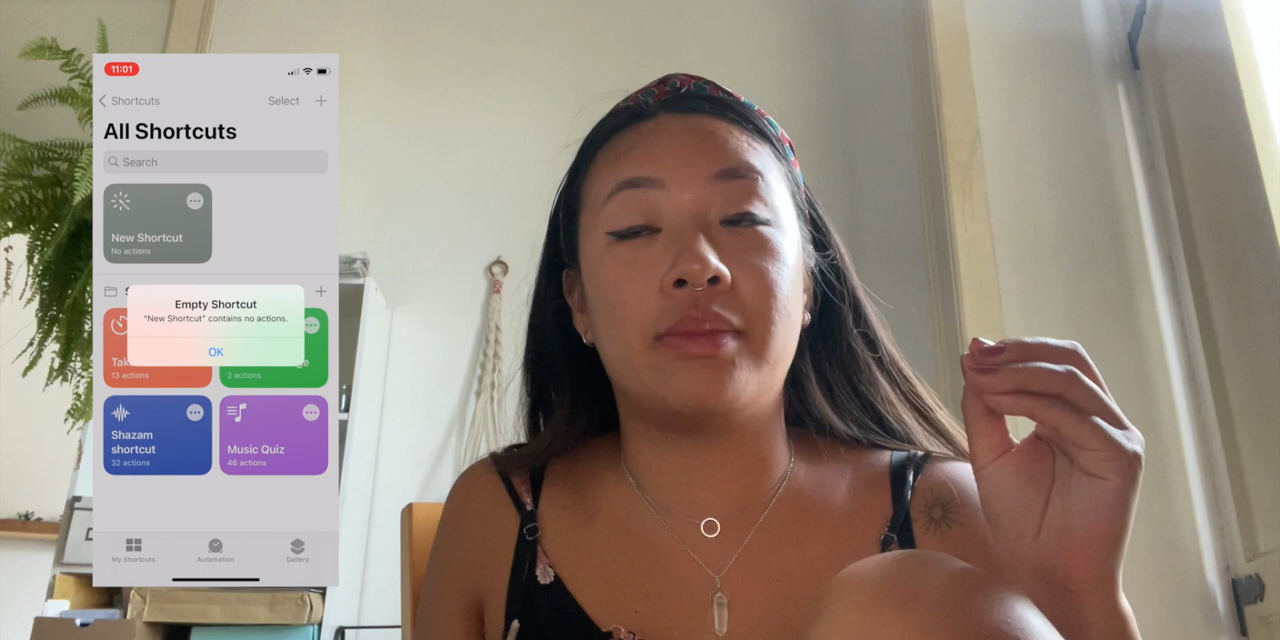 11:01
Shortcuts
Select
All Shortcuts
Search
New Shortcut
No actions
Empty Shortcut
"New Shortcut" contains no actions.
OK
13 actions
2 actions
Shazam
shortcut
32 actions
Music Quiz
46 actions
My Shortcuts
Automation
Gallery